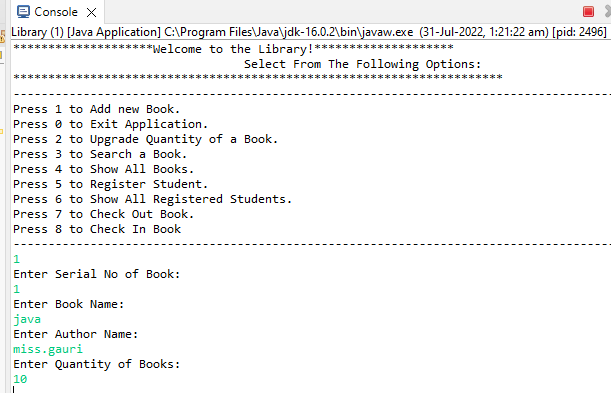 Console
Library (1) [Java Application] C:\Program Files\Java\jdk-16.0.2\bin\javaw.exe (31-Jul-2022, 1:21:22 am) [pid: 2496]
********************Welcome to the Library!********************
Select From The Following Options:
**********************************************************************
--------------------------------------------------------------------------------------
Press 1 to Add new Book.
Press 0 to Exit Application.
Press 2 to Upgrade Quantity of a Book.
Press 3 to Search a Book.
Press 4 to Show All Books.
Press 5 to Register Student.
Press 6 to Show All Registered Students.
Press 7 to Check Out Book.
Press 8 to Check In Book
--------------------------------------------------------------------------------------
1
Enter Serial No of Book:
1
Enter Book Name:
java
Enter Author Name:
miss.gauri
Enter Quantity of Books:
10